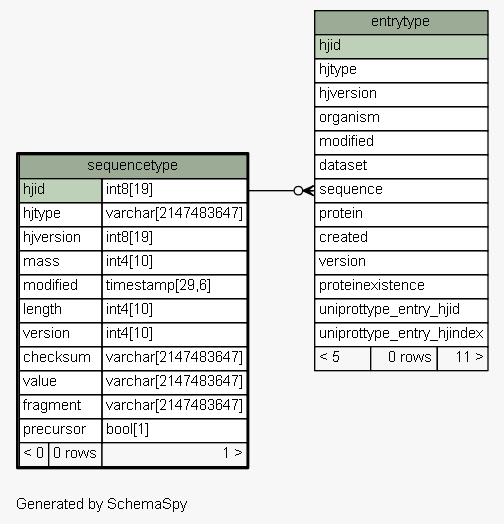 entrytype
hjid
hjtype
hjversion
organism
modified
dataset
sequence
protein
created
version
proteinexistence
uniprottype_entry_hjid
uniprottype_entry_hjindex
< 5 0 rows 11 >
sequencetype
hjid int8[19]
hjtype varchar[2147483647]
hjversion int8[19]
mass int4[10]
modified timestamp[29,6]
length int4[10]
version int4[10]
checksum varchar[2147483647]
value varchar[2147483647]
fragment varchar[2147483647]
precursor bool[1]
< 0 0 rows 1 >
Generated by SchemaSpy